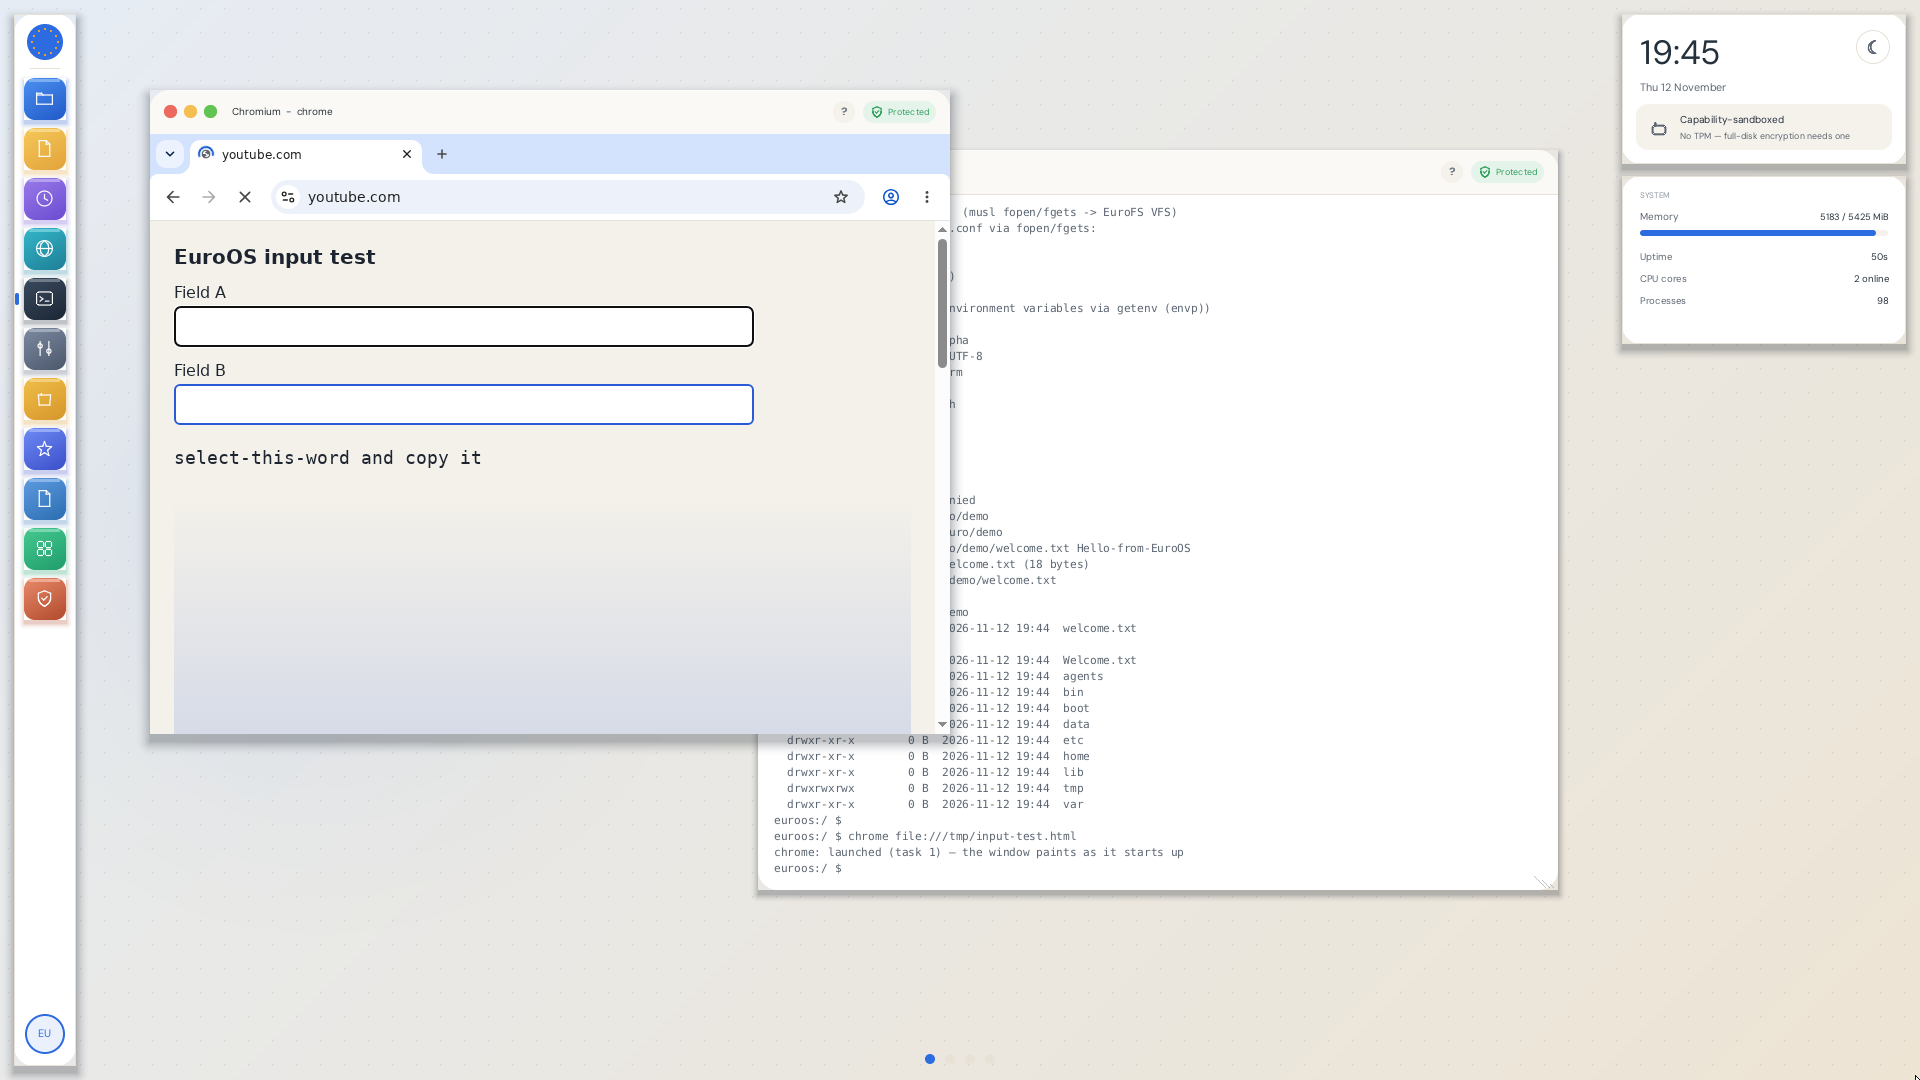 Chromium - chrome
?
Protected
youtube.com
youtube.com
EuroOS input test
Field A
Field B
select-this-word and copy it
?
Protected
(musl fopen/fgets -> EuroFS VFS)
.conf via fopen/fgets:
)
nvironment variables via getenv (envp))
pha
UTF-8
rm
h
nied
o/demo
uro/demo
o/demo/welcome.txt Hello-from-EuroOS
elcome.txt (18 bytes)
demo/welcome.txt
emo
026-11-12 19:44 welcome.txt
026-11-12 19:44 Welcome.txt
026-11-12 19:44 agents
026-11-12 19:44 bin
026-11-12 19:44 boot
026-11-12 19:44 data
drwxr-xr-x 0 B 2026-11-12 19:44 etc
drwxr-xr-x 0 B 2026-11-12 19:44 home
drwxr-xr-x 0 B 2026-11-12 19:44 lib
drwxrwxrwx 0 B 2026-11-12 19:44 tmp
drwxr-xr-x 0 B 2026-11-12 19:44 var
euroos:/ $
euroos:/ $ chrome file:///tmp/input-test.html
chrome: launched (task 1) — the window paints as it starts up
euroos:/ $
19:45
Thu 12 November
Capability-sandboxed
No TPM — full-disk encryption needs one
SYSTEM
Memory 5183 / 5425 MiB
Uptime 50s
CPU cores 2 online
Processes 98
EU